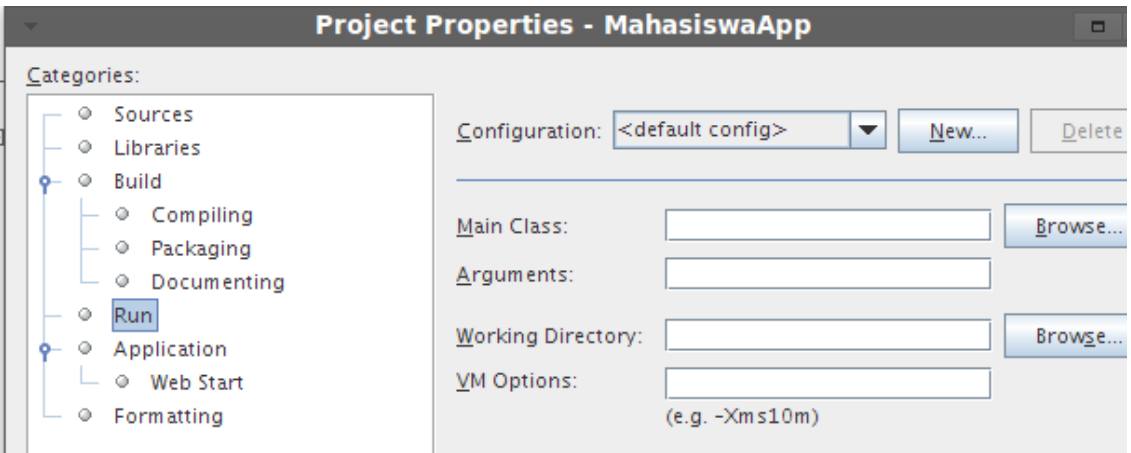 Project Properties - MahasiswaApp
Categories:
Sources
Libraries
Build
Compiling
Packaging
Documenting
Run
Application
Web Start
Formatting
Configuration: <default config> New... Delete
Main Class: Browse...
Arguments:
Working Directory: Browse...
VM Options:
(e.g. -Xms10m)